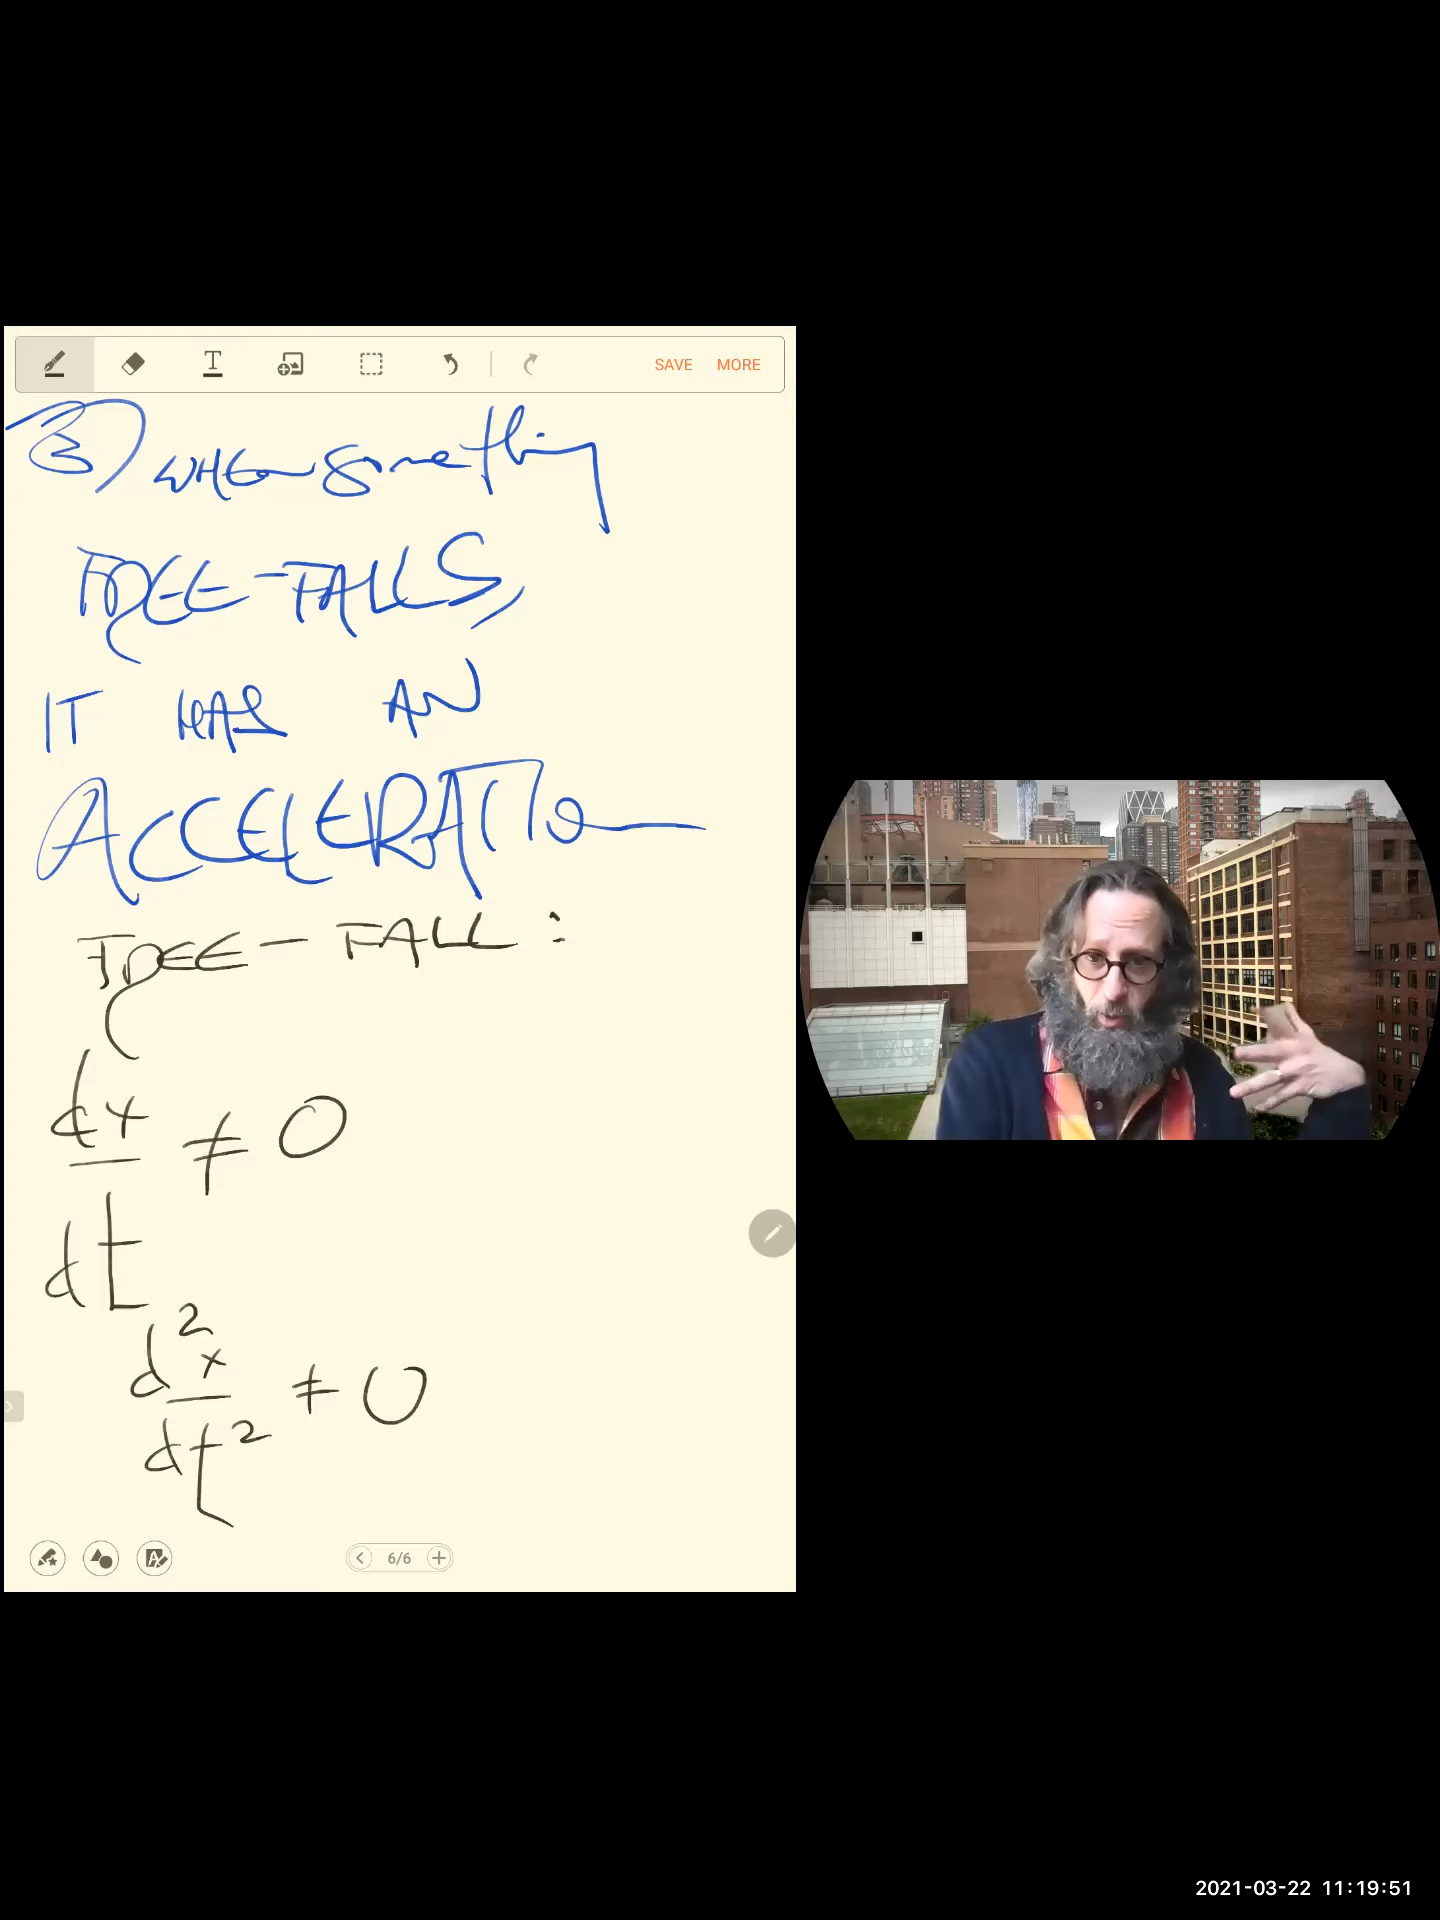 SAVE MORE
3) WHEN something
FREE-FALLS,
IT HAS AN
ACCELERATION
FREE-FALL:
dx
— ≠ 0
dt
d²x
— ≠ 0
dt²
6/6
2021-03-22 11:19:51